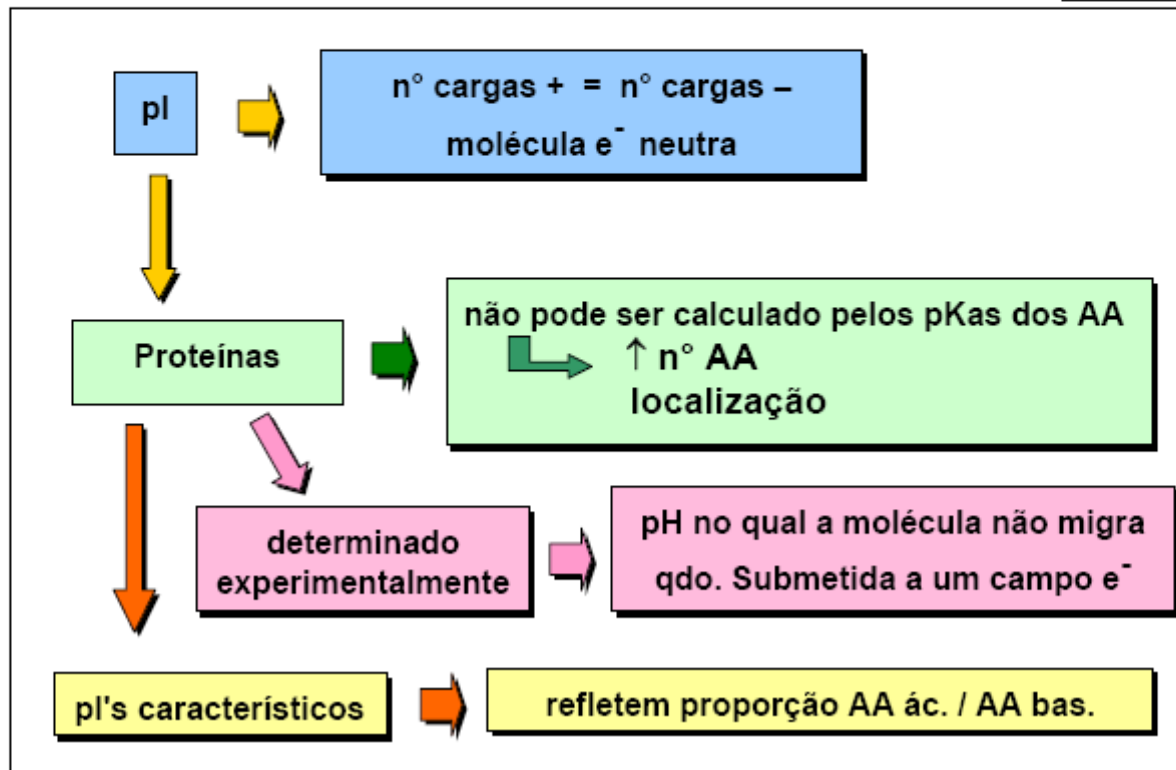 pI
n° cargas + = n° cargas –
molécula e- neutra
Proteínas
não pode ser calculado pelos pKas dos AA
↑ n° AA
localização
determinado
experimentalmente
pH no qual a molécula não migra
qdo. Submetida a um campo e-
pI's característicos
refletem proporção AA ác. / AA bas.